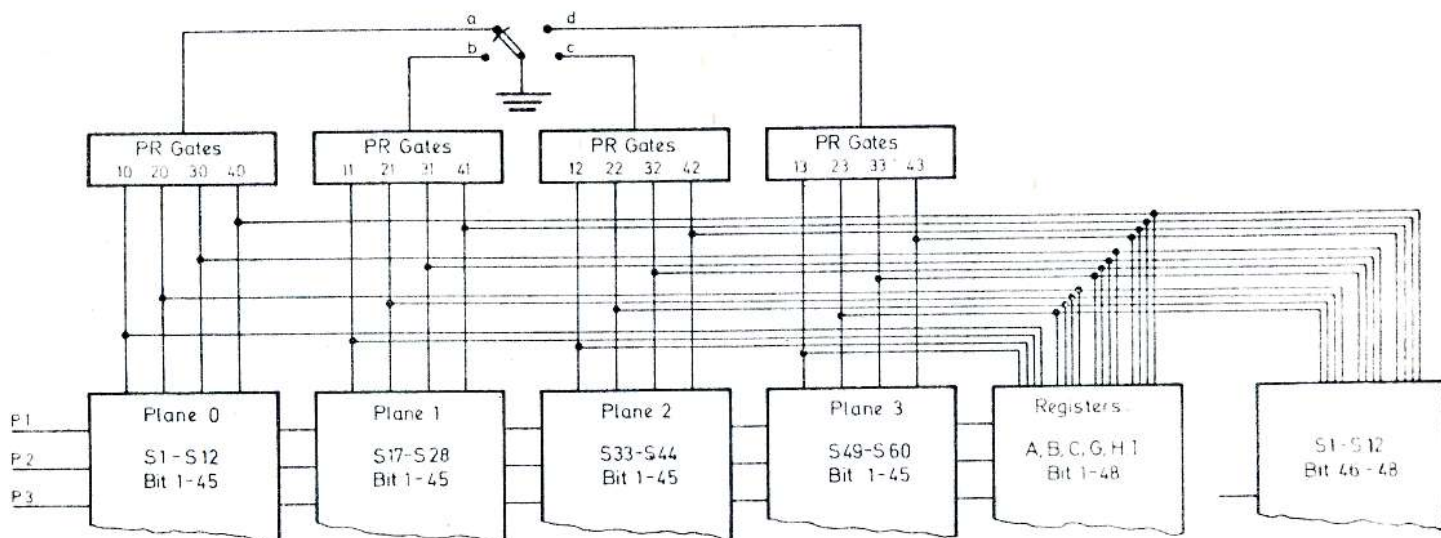 a d
b c
PR Gates
10 20 30 40
PR Gates
11 21 31 41
PR Gates
12 22 32 42
PR Gates
13 23 33 43
P1
P2
P3
Plane 0
S1-S12
Bit 1-45
Plane 1
S17-S28
Bit 1-45
Plane 2
S33-S44
Bit 1-45
Plane 3
S49-S60
Bit 1-45
Registers
A, B, C, G, H I
Bit 1-48
S1-S12
Bit 46-48